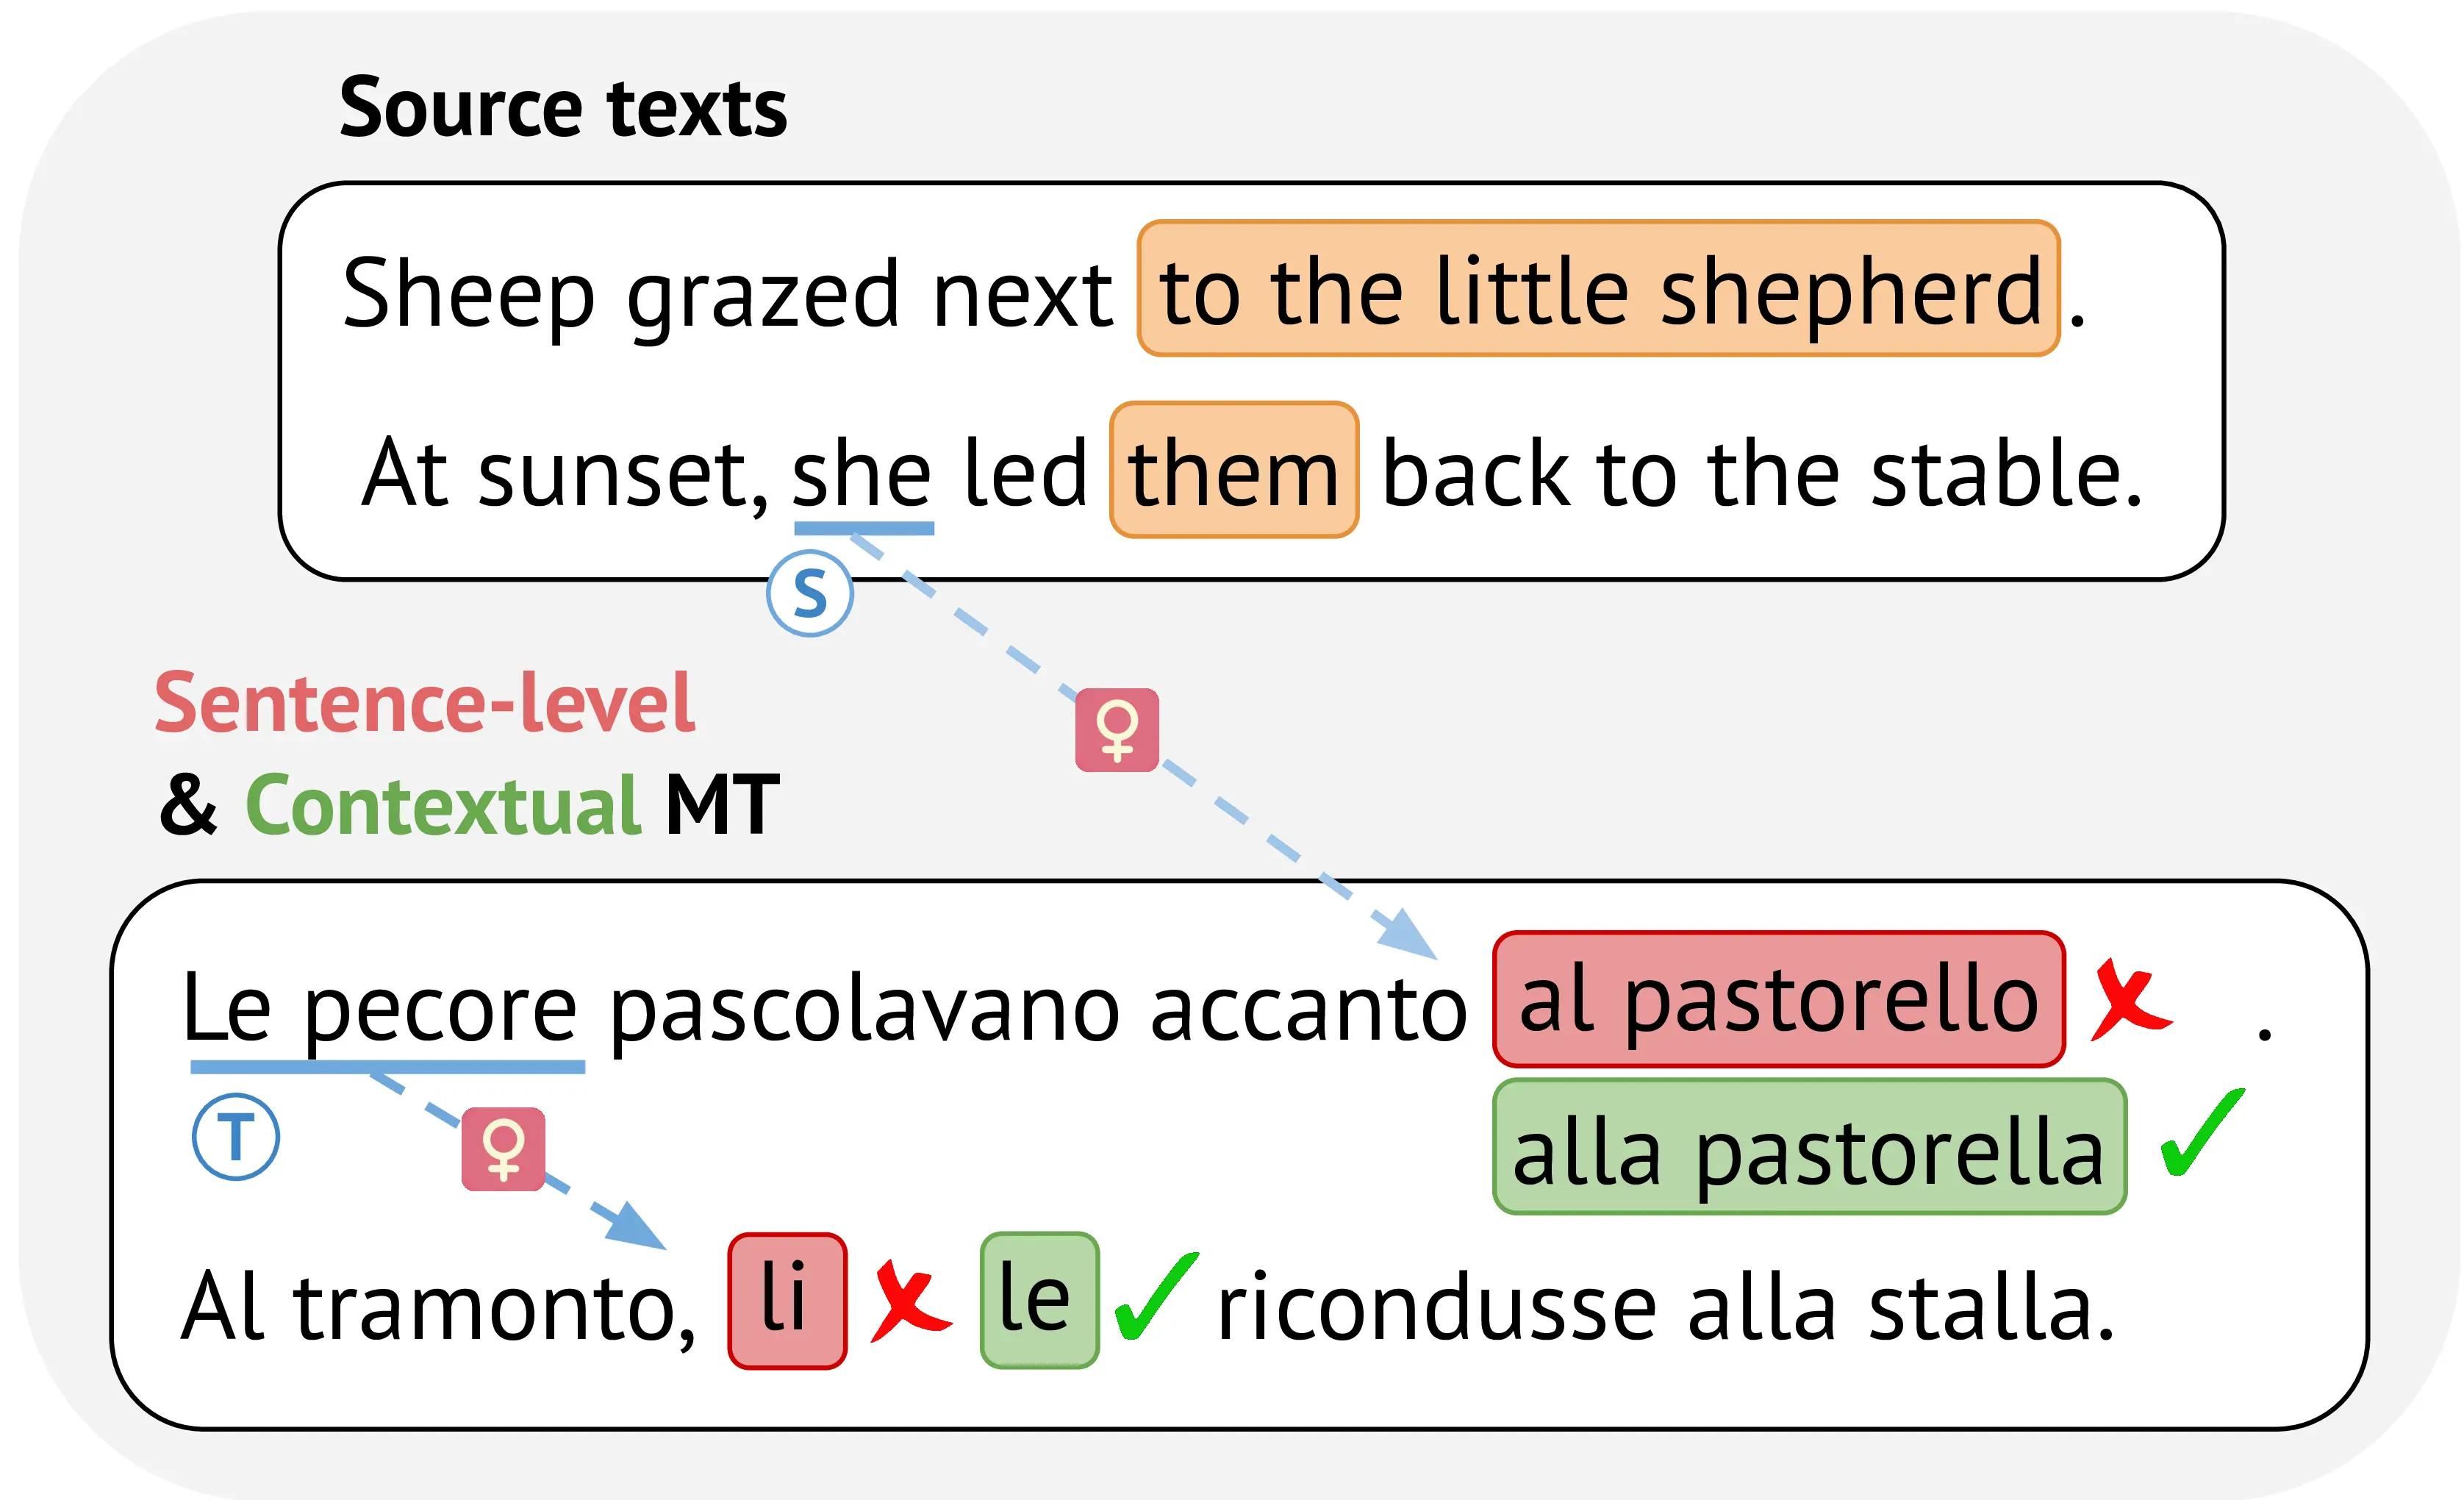 Source texts
Sheep grazed next to the little shepherd .
At sunset, she led them back to the stable.
S
Sentence-level
& Contextual MT
Le pecore pascolavano accanto al pastorello .
T
alla pastorella
Al tramonto, li le ricondusse alla stalla.